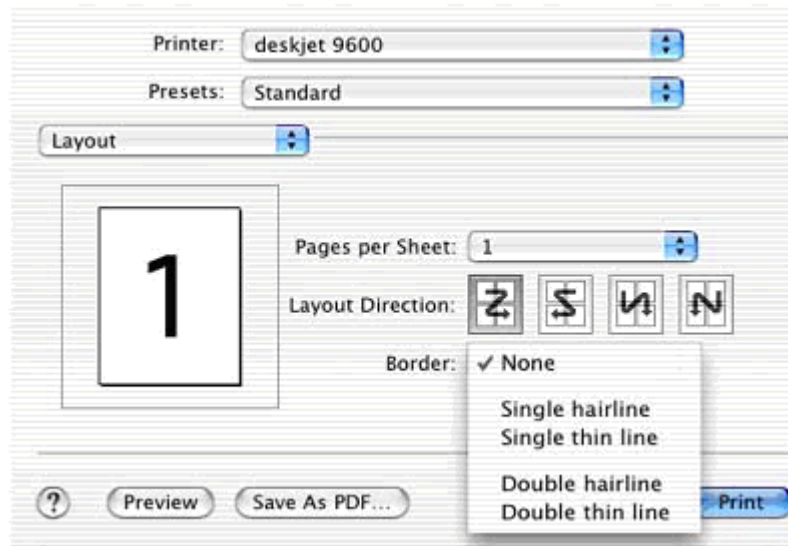 Printer: deskjet 9600
Presets: Standard
Layout
1
Pages per Sheet: 1
Layout Direction:
Border: ✓ None
Single hairline
Single thin line
Double hairline
Double thin line
? Preview Save As PDF... Print